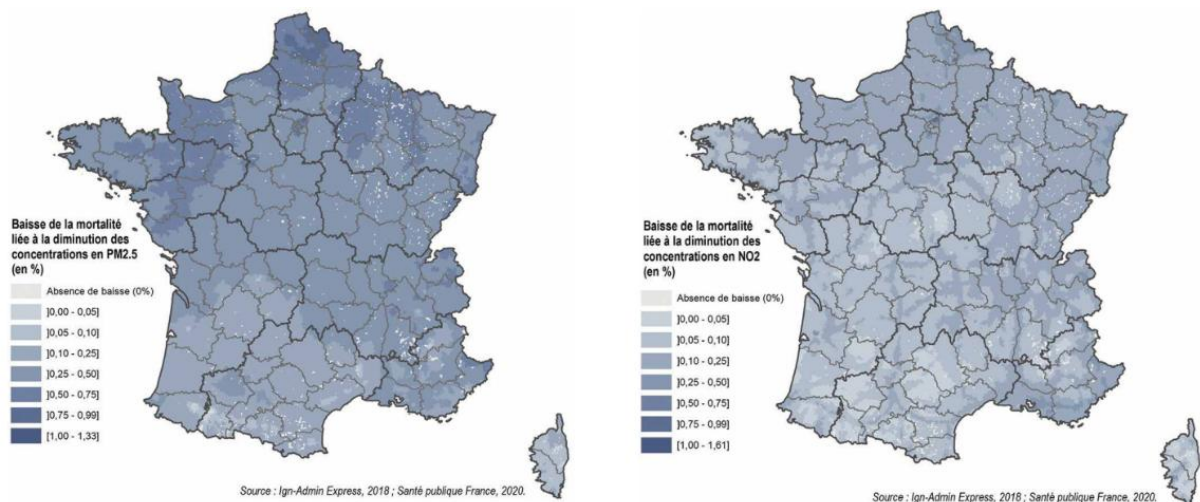 Baisse de la mortalité
liée à la diminution des
concentrations en PM2.5
(en %)
Absence de baisse (0%)
]0,00 - 0,05]
]0,05 - 0,10]
]0,10 - 0,25]
]0,25 - 0,50]
]0,50 - 0,75]
]0,75 - 0,99]
[1,00 - 1,33]
Source : Ign-Admin Express, 2018 ; Santé publique France, 2020.
Baisse de la mortalité
liée à la diminution des
concentrations en NO2
(en %)
Absence de baisse (0%)
]0,00 - 0,05]
]0,05 - 0,10]
]0,10 - 0,25]
]0,25 - 0,50]
]0,50 - 0,75]
]0,75 - 0,99]
[1,00 - 1,61]
Source : Ign-Admin Express, 2018 ; Santé publique France, 2020.